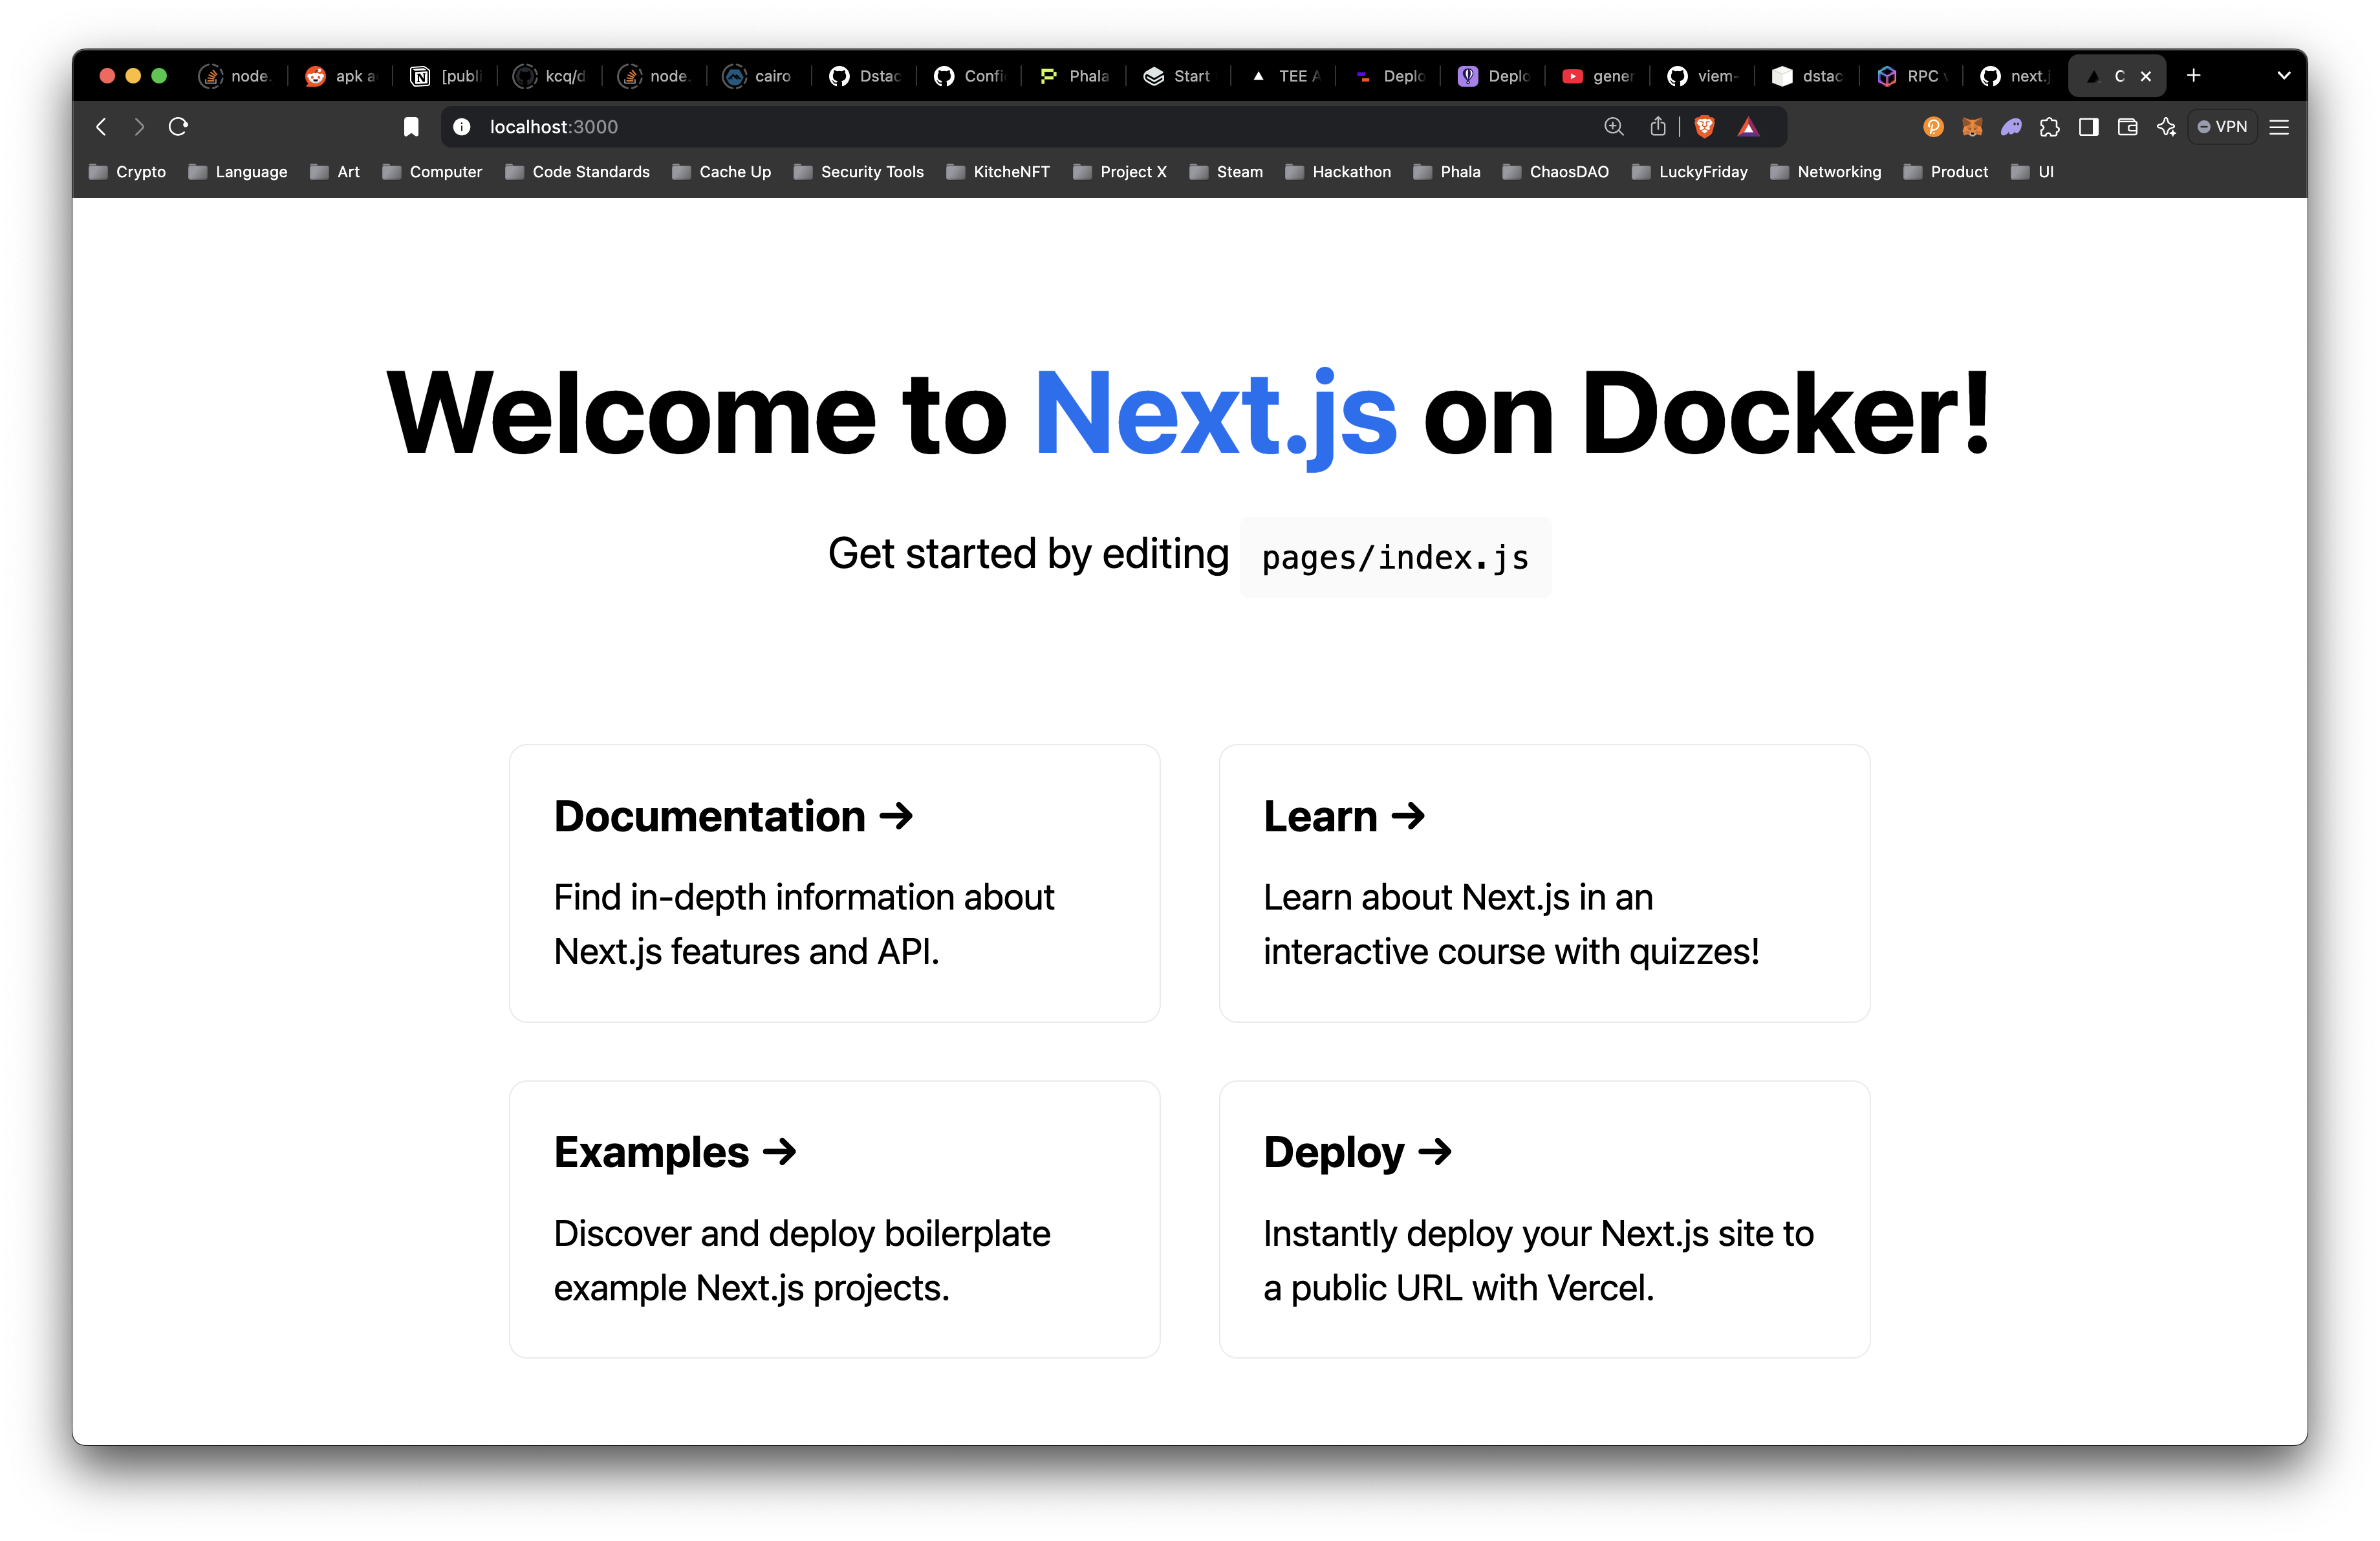 node.
apk a
[publi
kcq/d
node.
cairo
Dstac
Confi
Phala
Start
TEE A
Deplo
Deplo
gener
viem-
dstac
RPC
next.j
C
localhost:3000
VPN
Crypto
Language
Art
Computer
Code Standards
Cache Up
Security Tools
KitcheNFT
Project X
Steam
Hackathon
Phala
ChaosDAO
LuckyFriday
Networking
Product
UI
Welcome to Next.js on Docker!
Get started by editing pages/index.js
Documentation →
Find in-depth information about
Next.js features and API.
Learn →
Learn about Next.js in an
interactive course with quizzes!
Examples →
Discover and deploy boilerplate
example Next.js projects.
Deploy →
Instantly deploy your Next.js site to
a public URL with Vercel.